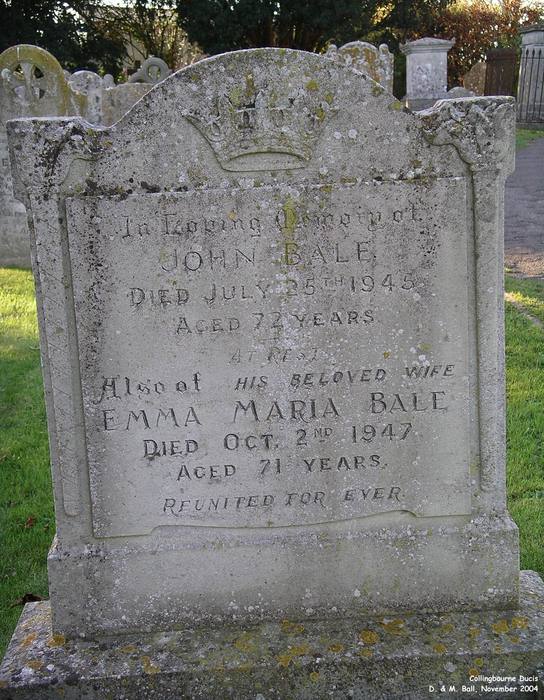 In Loving Memory of
JOHN BALE
DIED JULY 25TH 1945
AGED 72 YEARS
AT REST
Also of HIS BELOVED WIFE
EMMA MARIA BALE
DIED OCT. 2ND 1947
AGED 71 YEARS.
REUNITED FOR EVER.
Collingbourne Ducis
D. & M. Ball, November 2004